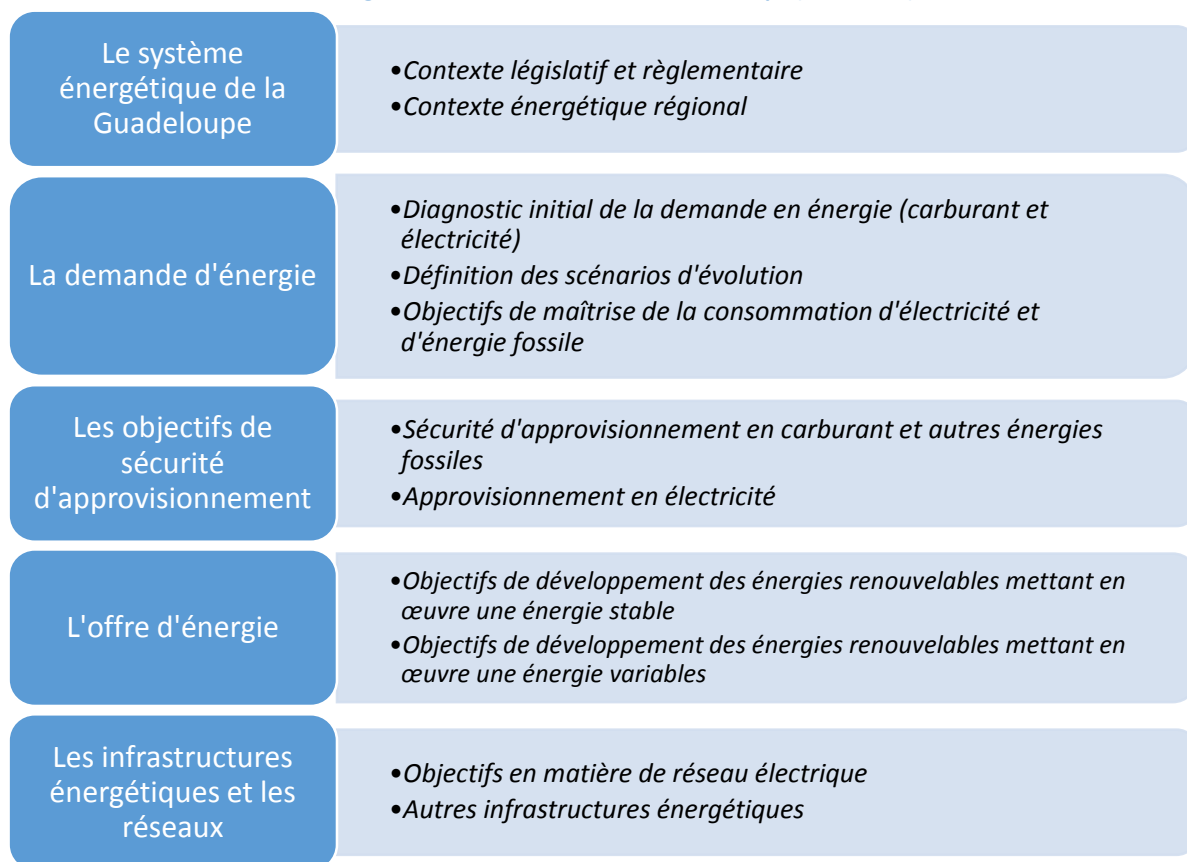 Le système
énergétique de la
Guadeloupe
•Contexte législatif et règlementaire
•Contexte énergétique régional
La demande d'énergie
•Diagnostic initial de la demande en énergie (carburant et
électricité)
•Définition des scénarios d'évolution
•Objectifs de maîtrise de la consommation d'électricité et
d'énergie fossile
Les objectifs de
sécurité
d'approvisionnement
•Sécurité d'approvisionnement en carburant et autres énergies
fossiles
•Approvisionnement en électricité
L'offre d'énergie
•Objectifs de développement des énergies renouvelables mettant en
œuvre une énergie stable
•Objectifs de développement des énergies renouvelables mettant en
œuvre une énergie variables
Les infrastructures
énergétiques et les
réseaux
•Objectifs en matière de réseau électrique
•Autres infrastructures énergétiques